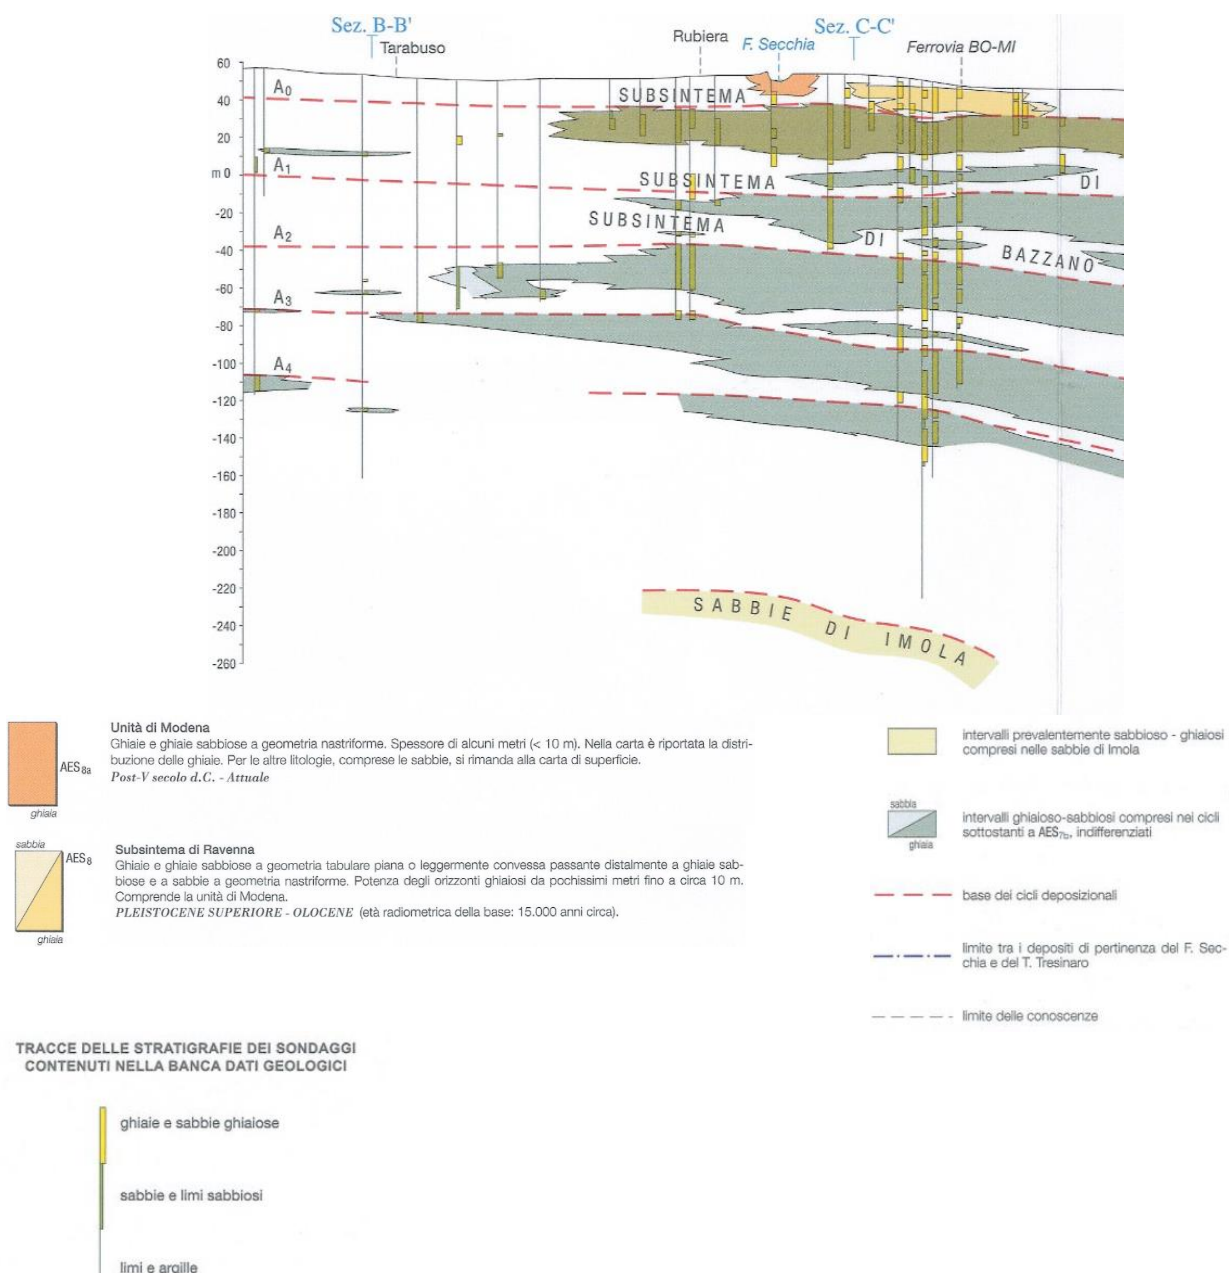 Sez. B-B'
Tarabuso
Rubiera
F. Secchia
Sez. C-C'
Ferrovia BO-MI
60
40
20
m 0
-20
-40
-60
-80
-100
-120
-140
-160
-180
-200
-220
-240
-260
A0
A1
A2
A3
A4
SUBSINTEMA
SUBSINTEMA DI
SUBSINTEMA DI BAZZANO
SABBIE DI IMOLA
AES8a
ghiaia
Unità di Modena
Ghiaie e ghiaie sabbiose a geometria nastriforme. Spessore di alcuni metri (< 10 m). Nella carta è riportata la distri-
buzione delle ghiaie. Per le altre litologie, comprese le sabbie, si rimanda alla carta di superficie.
Post-V secolo d.C. - Attuale
sabbia
AES8
ghiaia
Subsintema di Ravenna
Ghiaie e ghiaie sabbiose a geometria tabulare piana o leggermente convessa passante distalmente a ghiaie sab-
biose e a sabbie a geometria nastriforme. Potenza degli orizzonti ghiaiosi da pochissimi metri fino a circa 10 m.
Comprende la unità di Modena.
PLEISTOCENE SUPERIORE - OLOCENE (età radiometrica della base: 15.000 anni circa).
intervalli prevalentemente sabbioso - ghiaiosi
compresi nelle sabbie di Imola
sabbia
ghiaia
intervalli ghiaioso-sabbiosi compresi nei cicli
sottostanti a AES7b, indifferenziati
base dei cicli deposizionali
limite tra i depositi di pertinenza del F. Sec-
chia e del T. Tresinaro
limite delle conoscenze
TRACCE DELLE STRATIGRAFIE DEI SONDAGGI
CONTENUTI NELLA BANCA DATI GEOLOGICI
ghiaie e sabbie ghiaiose
sabbie e limi sabbiosi
limi e argille